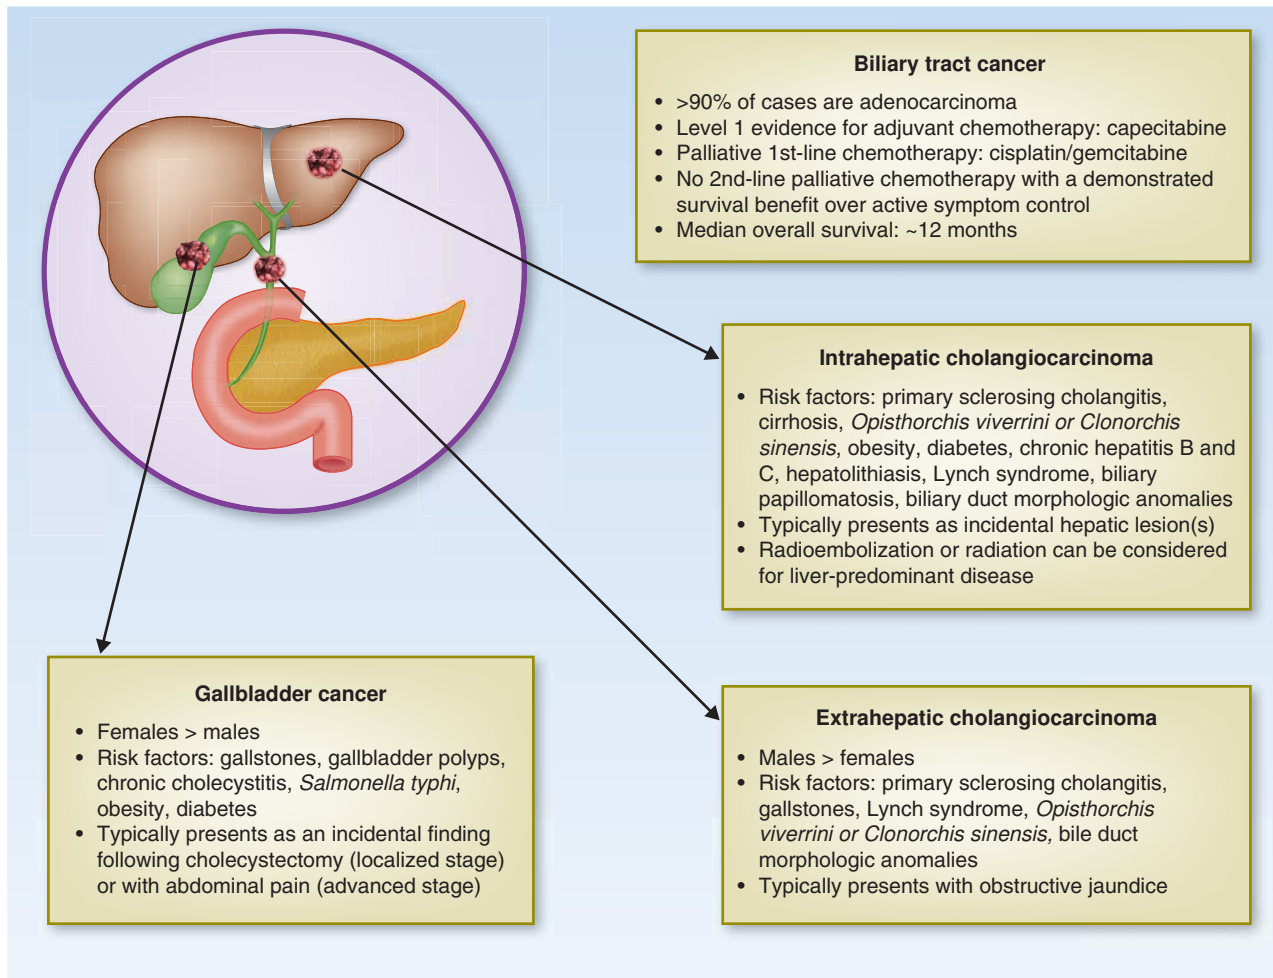 Biliary tract cancer
• >90% of cases are adenocarcinoma
• Level 1 evidence for adjuvant chemotherapy: capecitabine
• Palliative 1st-line chemotherapy: cisplatin/gemcitabine
• No 2nd-line palliative chemotherapy with a demonstrated
survival benefit over active symptom control
• Median overall survival: ~12 months
Intrahepatic cholangiocarcinoma
• Risk factors: primary sclerosing cholangitis,
cirrhosis, Opisthorchis viverrini or Clonorchis
sinensis, obesity, diabetes, chronic hepatitis B and
C, hepatolithiasis, Lynch syndrome, biliary
papillomatosis, biliary duct morphologic anomalies
• Typically presents as incidental hepatic lesion(s)
• Radioembolization or radiation can be considered
for liver-predominant disease
Gallbladder cancer
• Females > males
• Risk factors: gallstones, gallbladder polyps,
chronic cholecystitis, Salmonella typhi,
obesity, diabetes
• Typically presents as an incidental finding
following cholecystectomy (localized stage)
or with abdominal pain (advanced stage)
Extrahepatic cholangiocarcinoma
• Males > females
• Risk factors: primary sclerosing cholangitis,
gallstones, Lynch syndrome, Opisthorchis
viverrini or Clonorchis sinensis, bile duct
morphologic anomalies
• Typically presents with obstructive jaundice